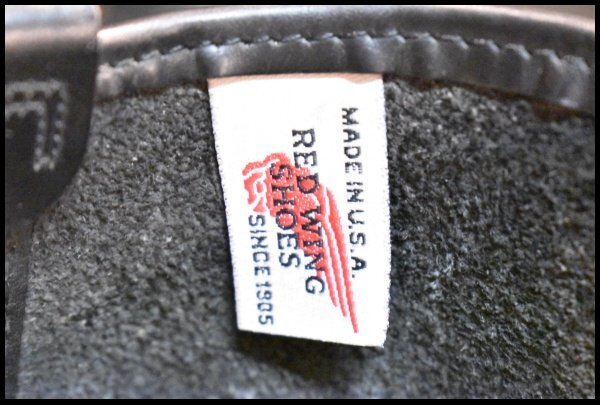 MADE IN U.S.A.
RED WING
SHOES
SINCE 1905